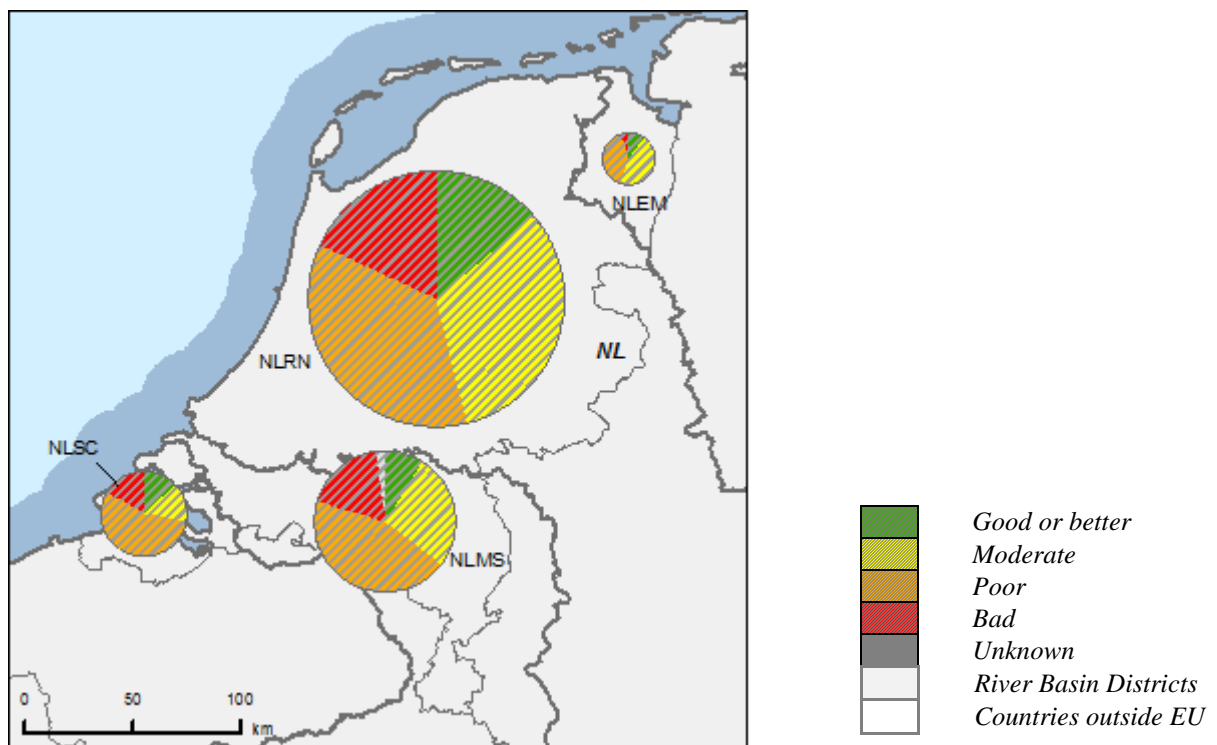 NLEM
NLRN
NL
NLSC
NLMS
0 50 100
km
Good or better
Moderate
Poor
Bad
Unknown
River Basin Districts
Countries outside EU